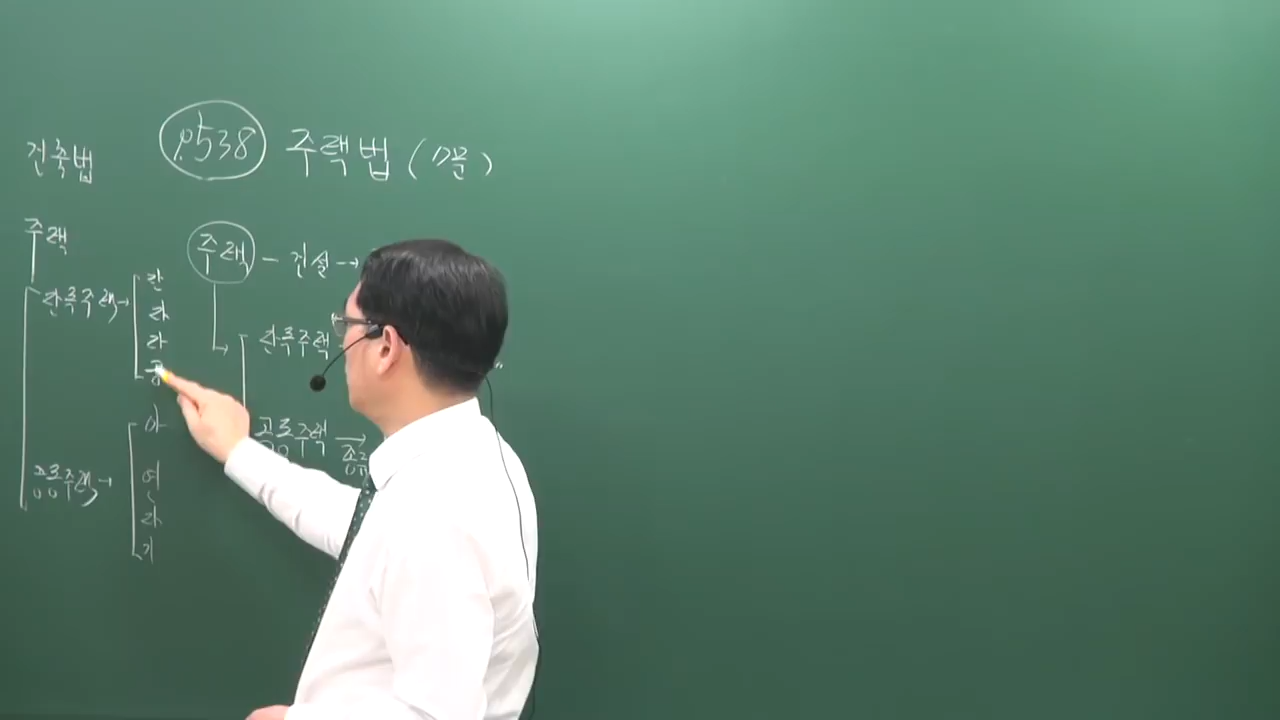 건축법
p.538 주택법 (7문)
주택
단독주택→
단
다
다
공
공동주택→
아
연
다
기
주택 - 건설→
단독주택
공동주택 →